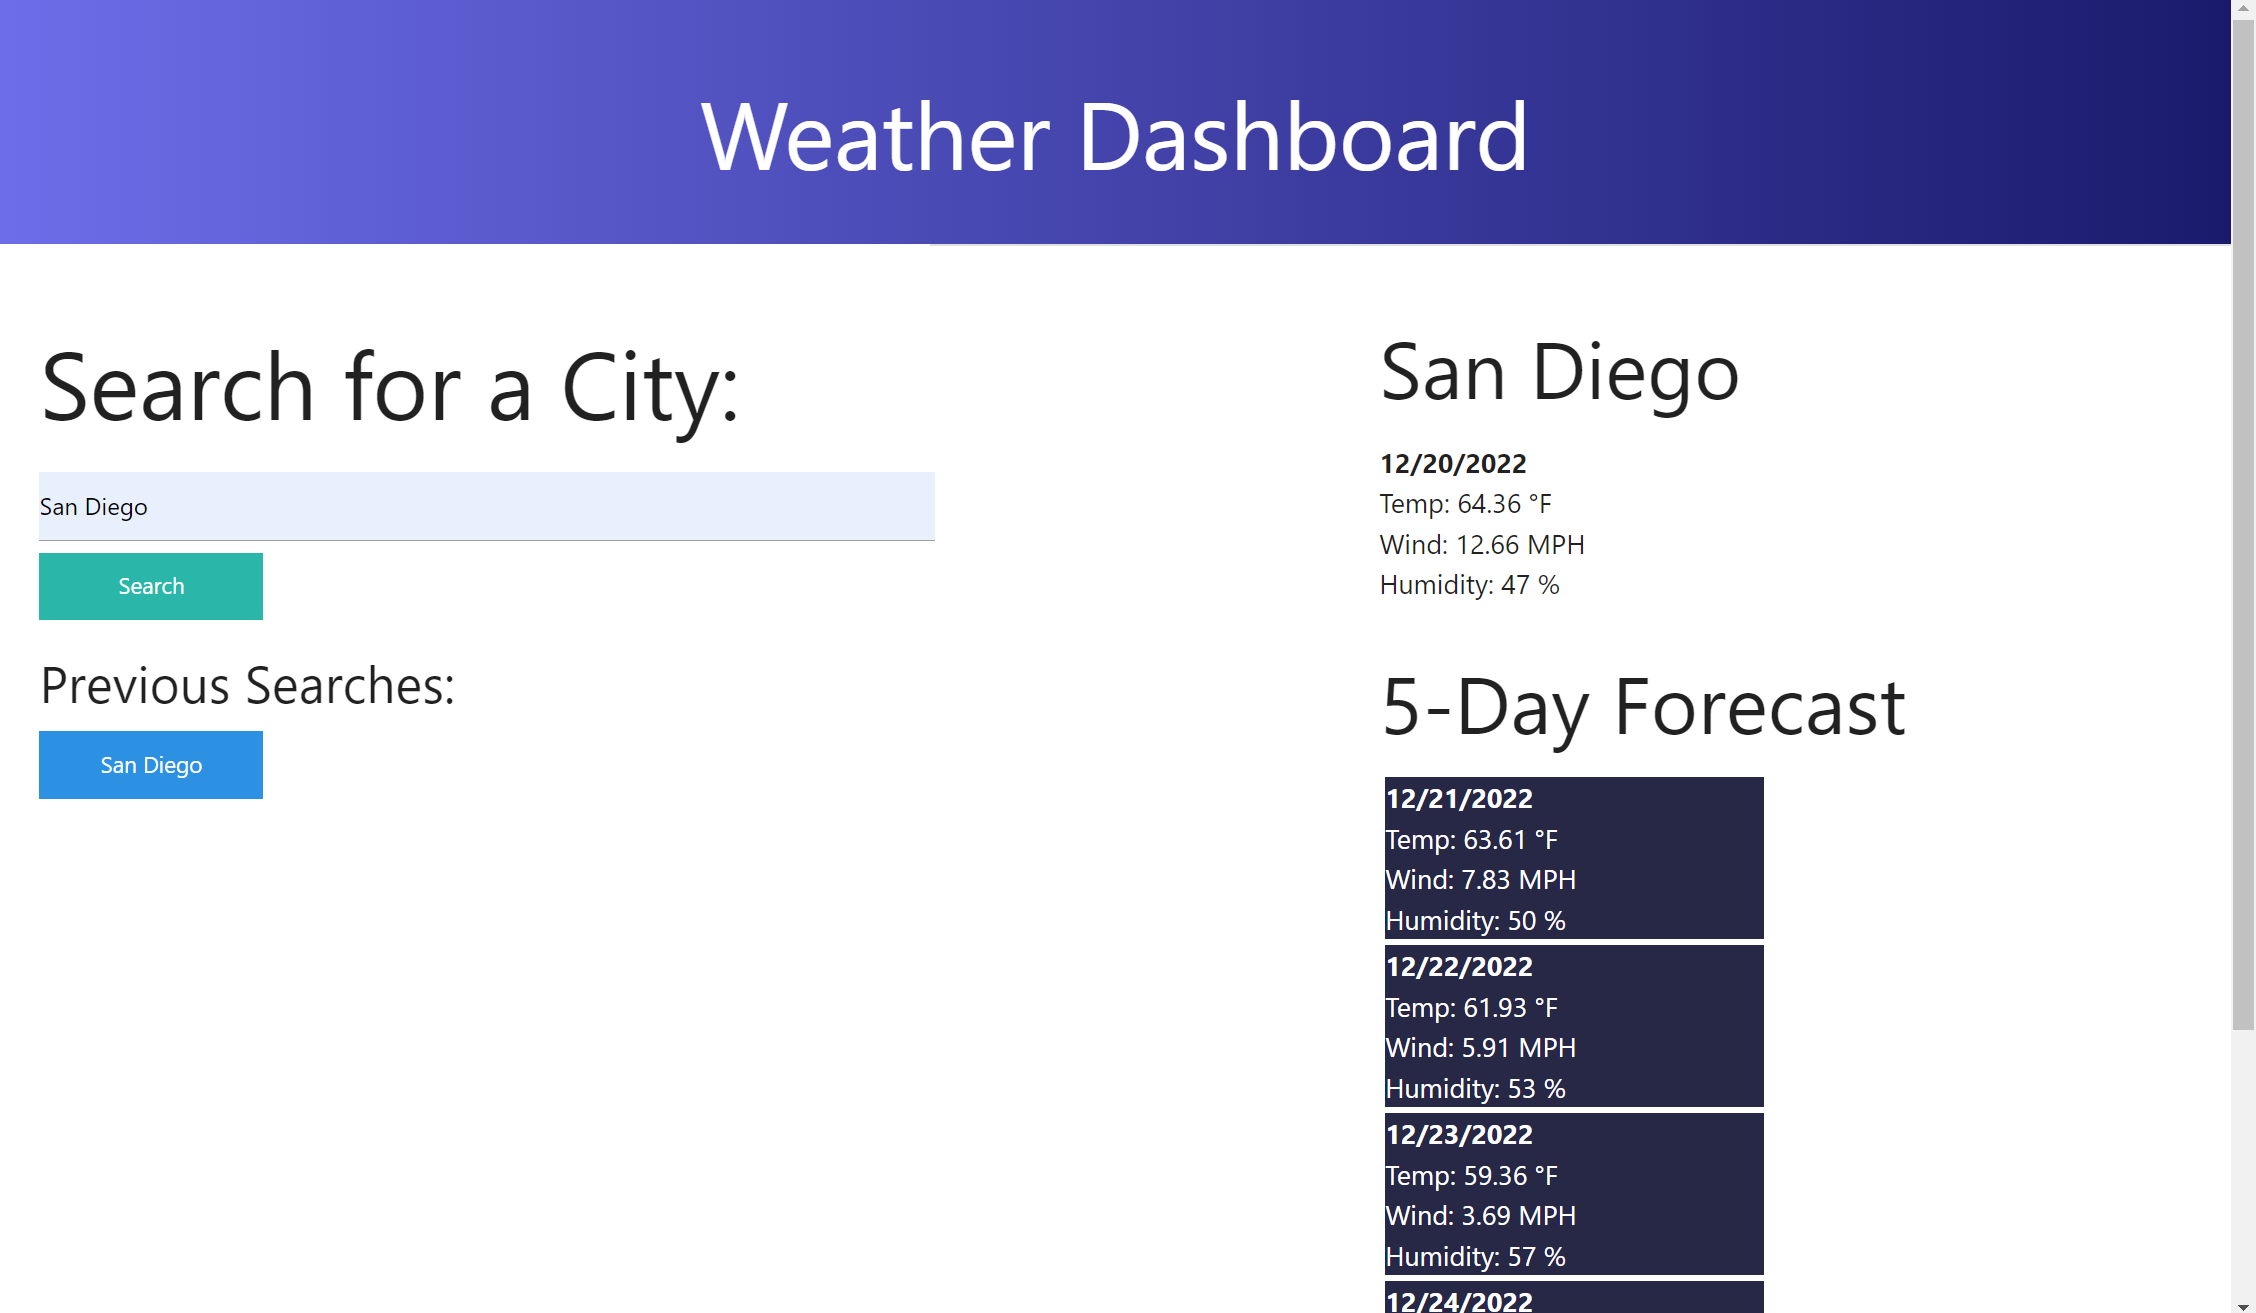 Weather Dashboard
Search for a City:
San Diego
Search
Previous Searches:
San Diego
San Diego
12/20/2022
Temp: 64.36 °F
Wind: 12.66 MPH
Humidity: 47 %
5-Day Forecast
12/21/2022
Temp: 63.61 °F
Wind: 7.83 MPH
Humidity: 50 %
12/22/2022
Temp: 61.93 °F
Wind: 5.91 MPH
Humidity: 53 %
12/23/2022
Temp: 59.36 °F
Wind: 3.69 MPH
Humidity: 57 %
12/24/2022